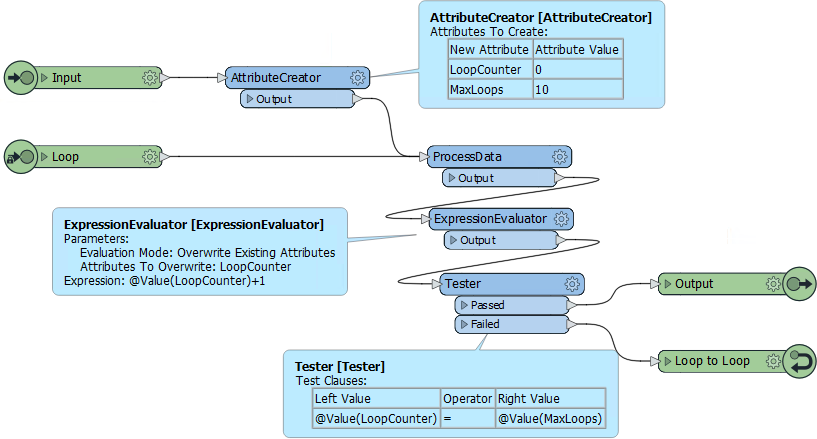 AttributeCreator [AttributeCreator]
Attributes To Create:
New Attribute Attribute Value
LoopCounter 0
MaxLoops 10
Input
AttributeCreator
Output
Loop
ProcessData
Output
ExpressionEvaluator [ExpressionEvaluator]
Parameters:
Evaluation Mode: Overwrite Existing Attributes
Attributes To Overwrite: LoopCounter
Expression: @Value(LoopCounter)+1
ExpressionEvaluator
Output
Tester
Passed
Failed
Output
Loop to Loop
Tester [Tester]
Test Clauses:
Left Value Operator Right Value
@Value(LoopCounter) = @Value(MaxLoops)